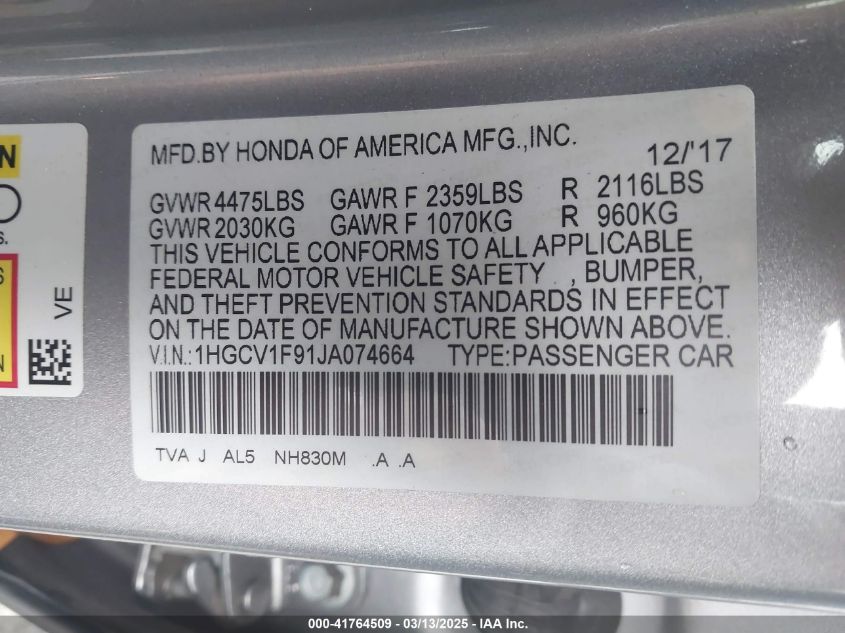 N
S.
S
N
VE
MFD.BY HONDA OF AMERICA MFG.,INC. 12/'17
GVWR 4475LBS GAWR F 2359LBS R 2116LBS
GVWR 2030KG GAWR F 1070KG R 960KG
THIS VEHICLE CONFORMS TO ALL APPLICABLE
FEDERAL MOTOR VEHICLE SAFETY , BUMPER,
AND THEFT PREVENTION STANDARDS IN EFFECT
ON THE DATE OF MANUFACTURE SHOWN ABOVE.
V.I.N.:1HGCV1F91JA074664 TYPE:PASSENGER CAR
TVA J AL5 NH830M .A .A
000-41764509 - 03/13/2025 - IAA Inc.